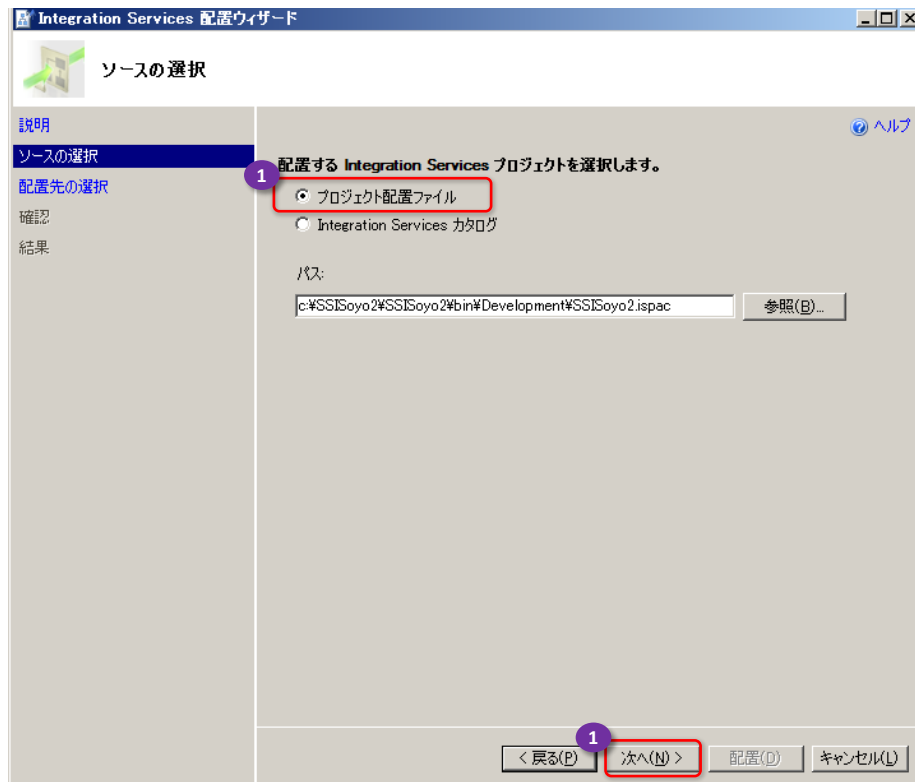 Integration Services 配置ウィザード
ソースの選択
説明
ソースの選択
配置先の選択
確認
結果
ヘルプ
配置する Integration Services プロジェクトを選択します。
1
プロジェクト配置ファイル
Integration Services カタログ
パス:
c:¥SSISoyo2¥SSISoyo2¥bin¥Development¥SSISoyo2.ispac
参照(B)...
1
< 戻る(P)
次へ(N) >
配置(D)
キャンセル(L)